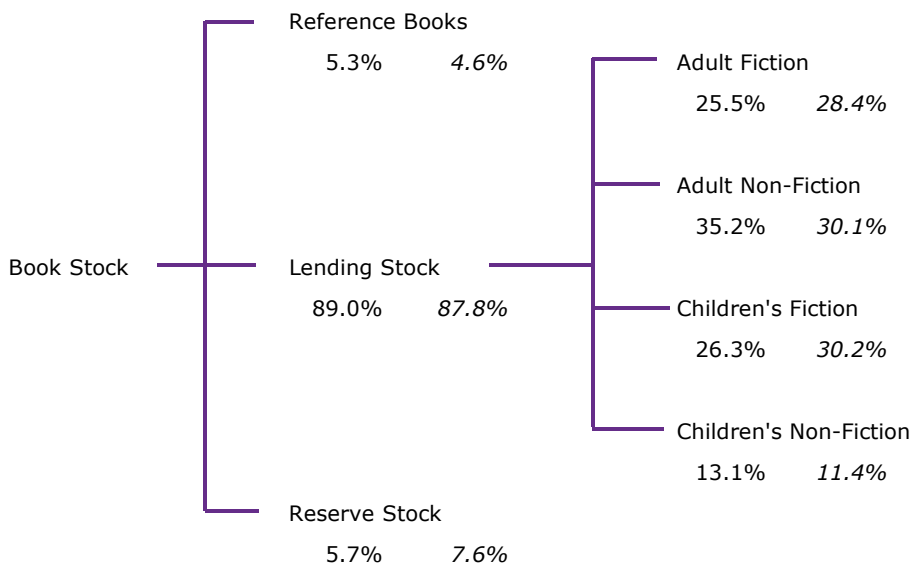 Reference Books
5.3% 4.6%
Adult Fiction
25.5% 28.4%
Adult Non-Fiction
35.2% 30.1%
Book Stock
Lending Stock
89.0% 87.8%
Children's Fiction
26.3% 30.2%
Children's Non-Fiction
13.1% 11.4%
Reserve Stock
5.7% 7.6%